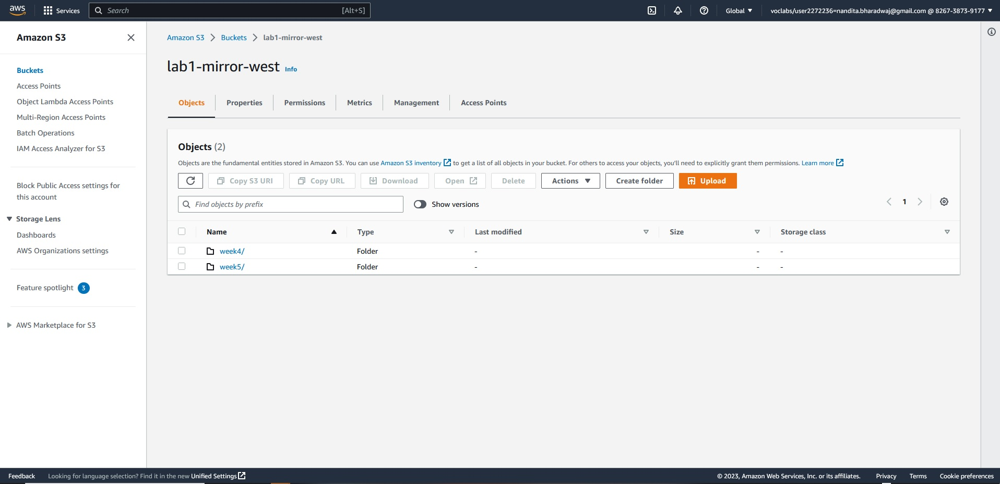 aws Services Search [Alt+S] Global voclabs/user2272236=nandita.bharadwaj@gmail.com @ 8267-3873-9177
Amazon S3
Buckets
Access Points
Object Lambda Access Points
Multi-Region Access Points
Batch Operations
IAM Access Analyzer for S3
Block Public Access settings for
this account
Storage Lens
Dashboards
AWS Organizations settings
Feature spotlight 3
AWS Marketplace for S3
Amazon S3 Buckets lab1-mirror-west
lab1-mirror-west Info
Objects Properties Permissions Metrics Management Access Points
Objects (2)
Objects are the fundamental entities stored in Amazon S3. You can use Amazon S3 inventory to get a list of all objects in your bucket. For others to access your objects, you'll need to explicitly grant them permissions. Learn more
Copy S3 URI Copy URL Download Open Delete Actions Create folder Upload
Find objects by prefix Show versions 1
Name Type Last modified Size Storage class
week4/ Folder - - -
week5/ Folder - - -
Feedback Looking for language selection? Find it in the new Unified Settings © 2023, Amazon Web Services, Inc. or its affiliates. Privacy Terms Cookie preferences